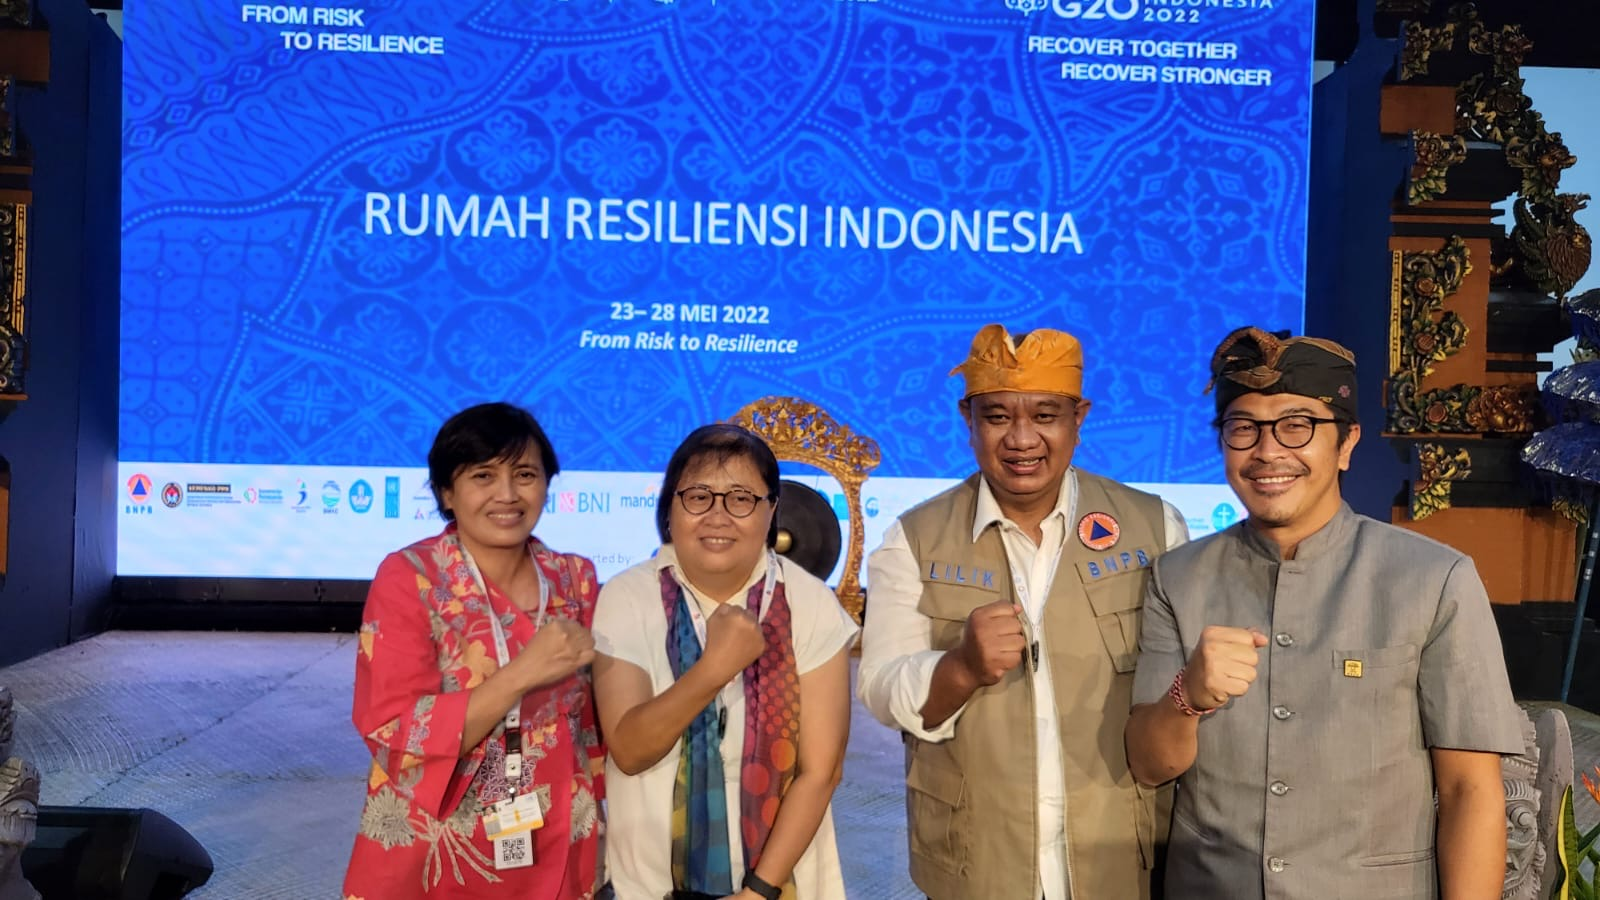 FROM RISK
TO RESILIENCE
G20
INDONESIA
2022
RECOVER TOGETHER
RECOVER STRONGER
RUMAH RESILIENSI INDONESIA
23– 28 MEI 2022
From Risk to Resilience
BNPB
BMKG
BNI
LILIK
BNPB